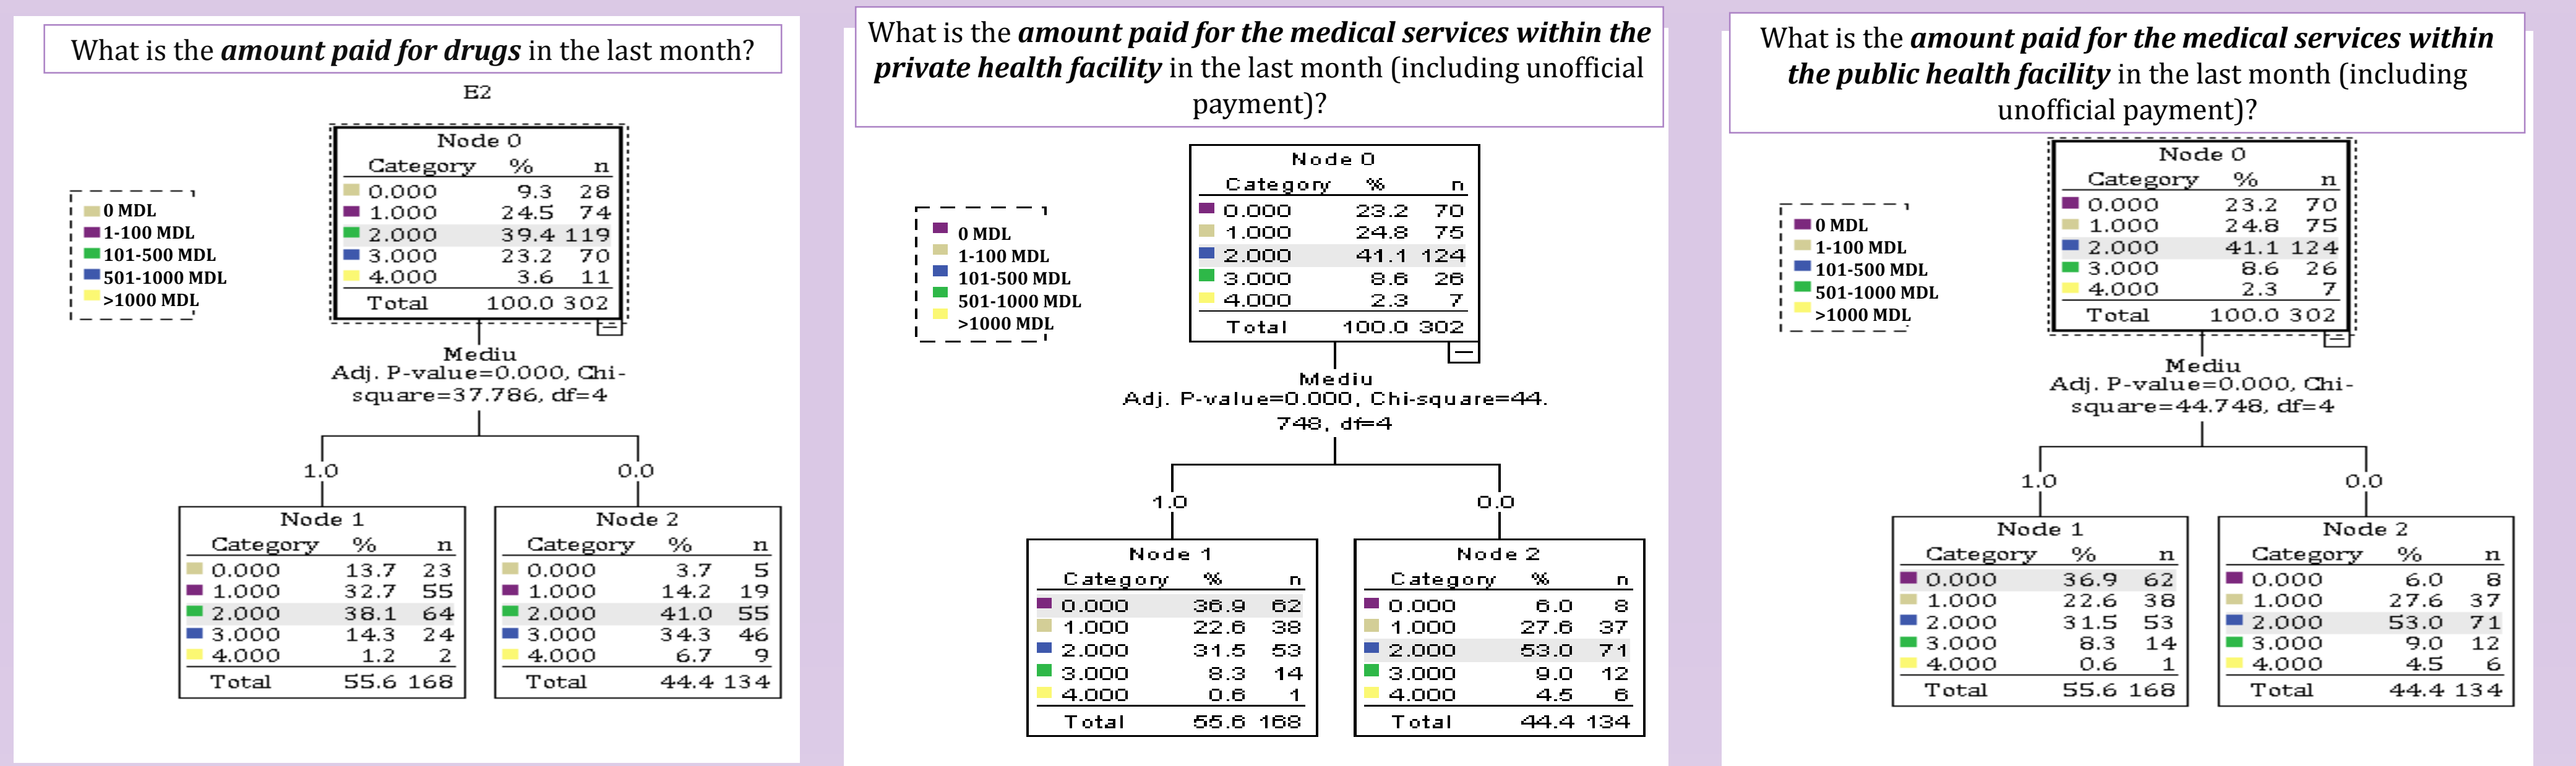 What is the amount paid for drugs in the last month?
E2
0 MDL
1-100 MDL
101-500 MDL
501-1000 MDL
>1000 MDL
Node 0
Category % n
0.000 9.3 28
1.000 24.5 74
2.000 39.4 119
3.000 23.2 70
4.000 3.6 11
Total 100.0 302
Mediu
Adj. P-value=0.000, Chi-
square=37.786, df=4
1.0
0.0
Node 1
Category % n
0.000 13.7 23
1.000 32.7 55
2.000 38.1 64
3.000 14.3 24
4.000 1.2 2
Total 55.6 168
Node 2
Category % n
0.000 3.7 5
1.000 14.2 19
2.000 41.0 55
3.000 34.3 46
4.000 6.7 9
Total 44.4 134
What is the amount paid for the medical services within the
private health facility in the last month (including unofficial
payment)?
0 MDL
1-100 MDL
101-500 MDL
501-1000 MDL
>1000 MDL
Node 0
Category % n
0.000 23.2 70
1.000 24.8 75
2.000 41.1 124
3.000 8.6 26
4.000 2.3 7
Total 100.0 302
Mediu
Adj. P-value=0.000, Chi-square=44.
748, df=4
1.0
0.0
Node 1
Category % n
0.000 36.9 62
1.000 22.6 38
2.000 31.5 53
3.000 8.3 14
4.000 0.6 1
Total 55.6 168
Node 2
Category % n
0.000 6.0 8
1.000 27.6 37
2.000 53.0 71
3.000 9.0 12
4.000 4.5 6
Total 44.4 134
What is the amount paid for the medical services within
the public health facility in the last month (including
unofficial payment)?
0 MDL
1-100 MDL
101-500 MDL
501-1000 MDL
>1000 MDL
Node 0
Category % n
0.000 23.2 70
1.000 24.8 75
2.000 41.1 124
3.000 8.6 26
4.000 2.3 7
Total 100.0 302
Mediu
Adj. P-value=0.000, Chi-
square=44.748, df=4
1.0
0.0
Node 1
Category % n
0.000 36.9 62
1.000 22.6 38
2.000 31.5 53
3.000 8.3 14
4.000 0.6 1
Total 55.6 168
Node 2
Category % n
0.000 6.0 8
1.000 27.6 37
2.000 53.0 71
3.000 9.0 12
4.000 4.5 6
Total 44.4 134